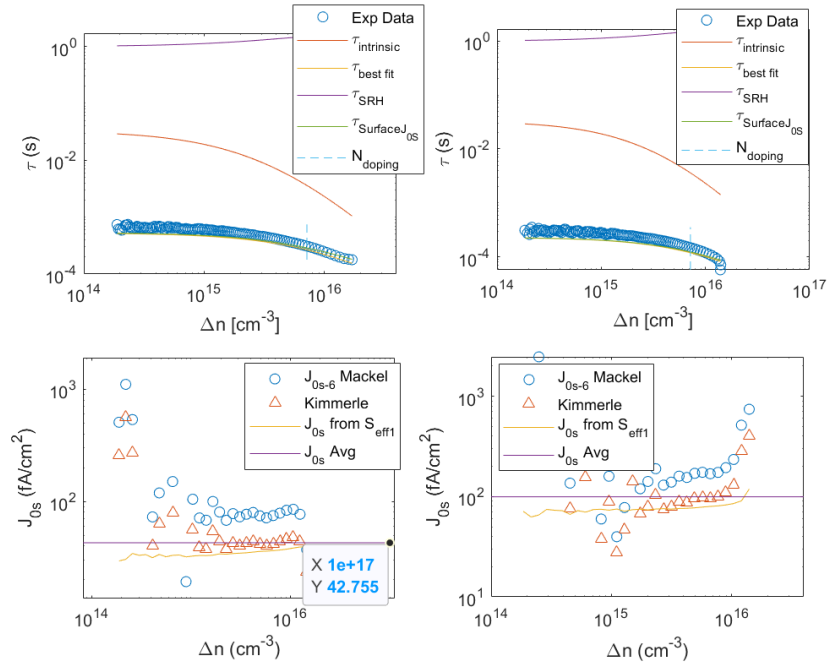 Exp Data
τintrinsic
τbest fit
τSRH
τSurfaceJ0S
Ndoping
10^0
10^-2
10^-4
τ (s)
10^14
10^15
10^16
Δn [cm^-3]
Exp Data
τintrinsic
τbest fit
τSRH
τSurfaceJ0S
Ndoping
10^0
10^-2
10^-4
τ (s)
10^14
10^15
10^16
10^17
Δn [cm^-3]
J0s-6 Mackel
Kimmerle
J0s from Seff1
J0s Avg
10^3
10^2
J0s (fA/cm^2)
X 1e+17
Y 42.755
10^14
10^15
10^16
Δn (cm^-3)
J0s-6 Mackel
Kimmerle
J0s from Seff1
J0s Avg
10^3
10^2
10^1
J0s (fA/cm^2)
10^14
10^15
10^16
Δn (cm^-3)